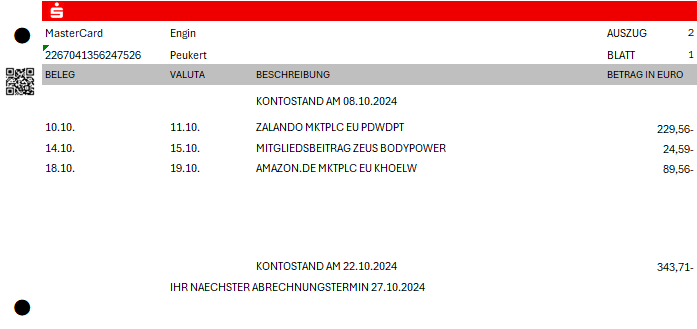 MasterCard Engin AUSZUG 2
2267041356247526 Peukert BLATT 1
BELEG VALUTA BESCHREIBUNG BETRAG IN EURO
KONTOSTAND AM 08.10.2024
10.10. 11.10. ZALANDO MKTPLC EU PDWDPT 229,56-
14.10. 15.10. MITGLIEDSBEITRAG ZEUS BODYPOWER 24,59-
18.10. 19.10. AMAZON.DE MKTPLC EU KHOELW 89,56-
KONTOSTAND AM 22.10.2024 343,71-
IHR NAECHSTER ABRECHNUNGSTERMIN 27.10.2024